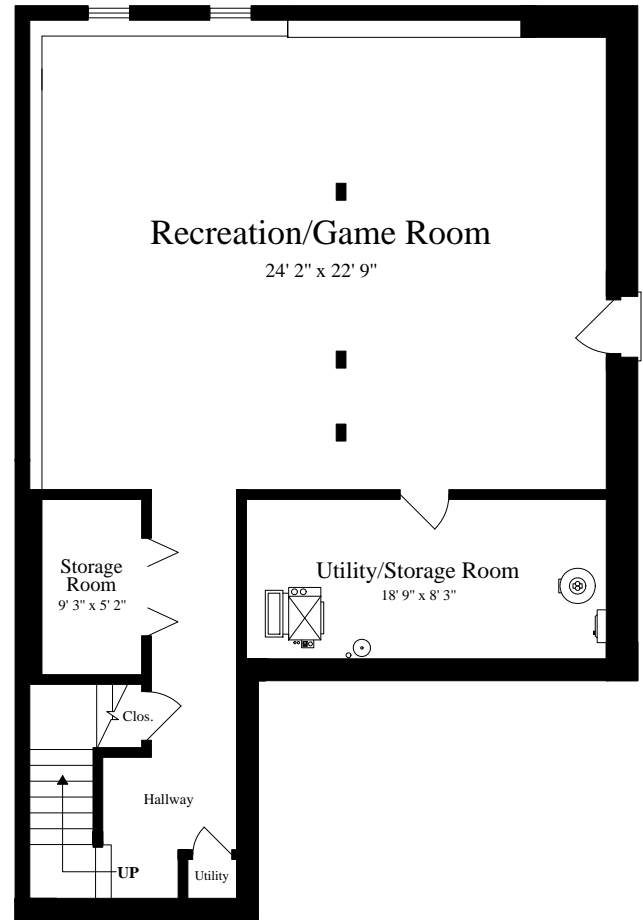 Recreation/Game Room
24' 2" x 22' 9"
Storage
Room
9' 3" x 5' 2"
Utility/Storage Room
18' 9" x 8' 3"
Clos.
Hallway
UP
Utility